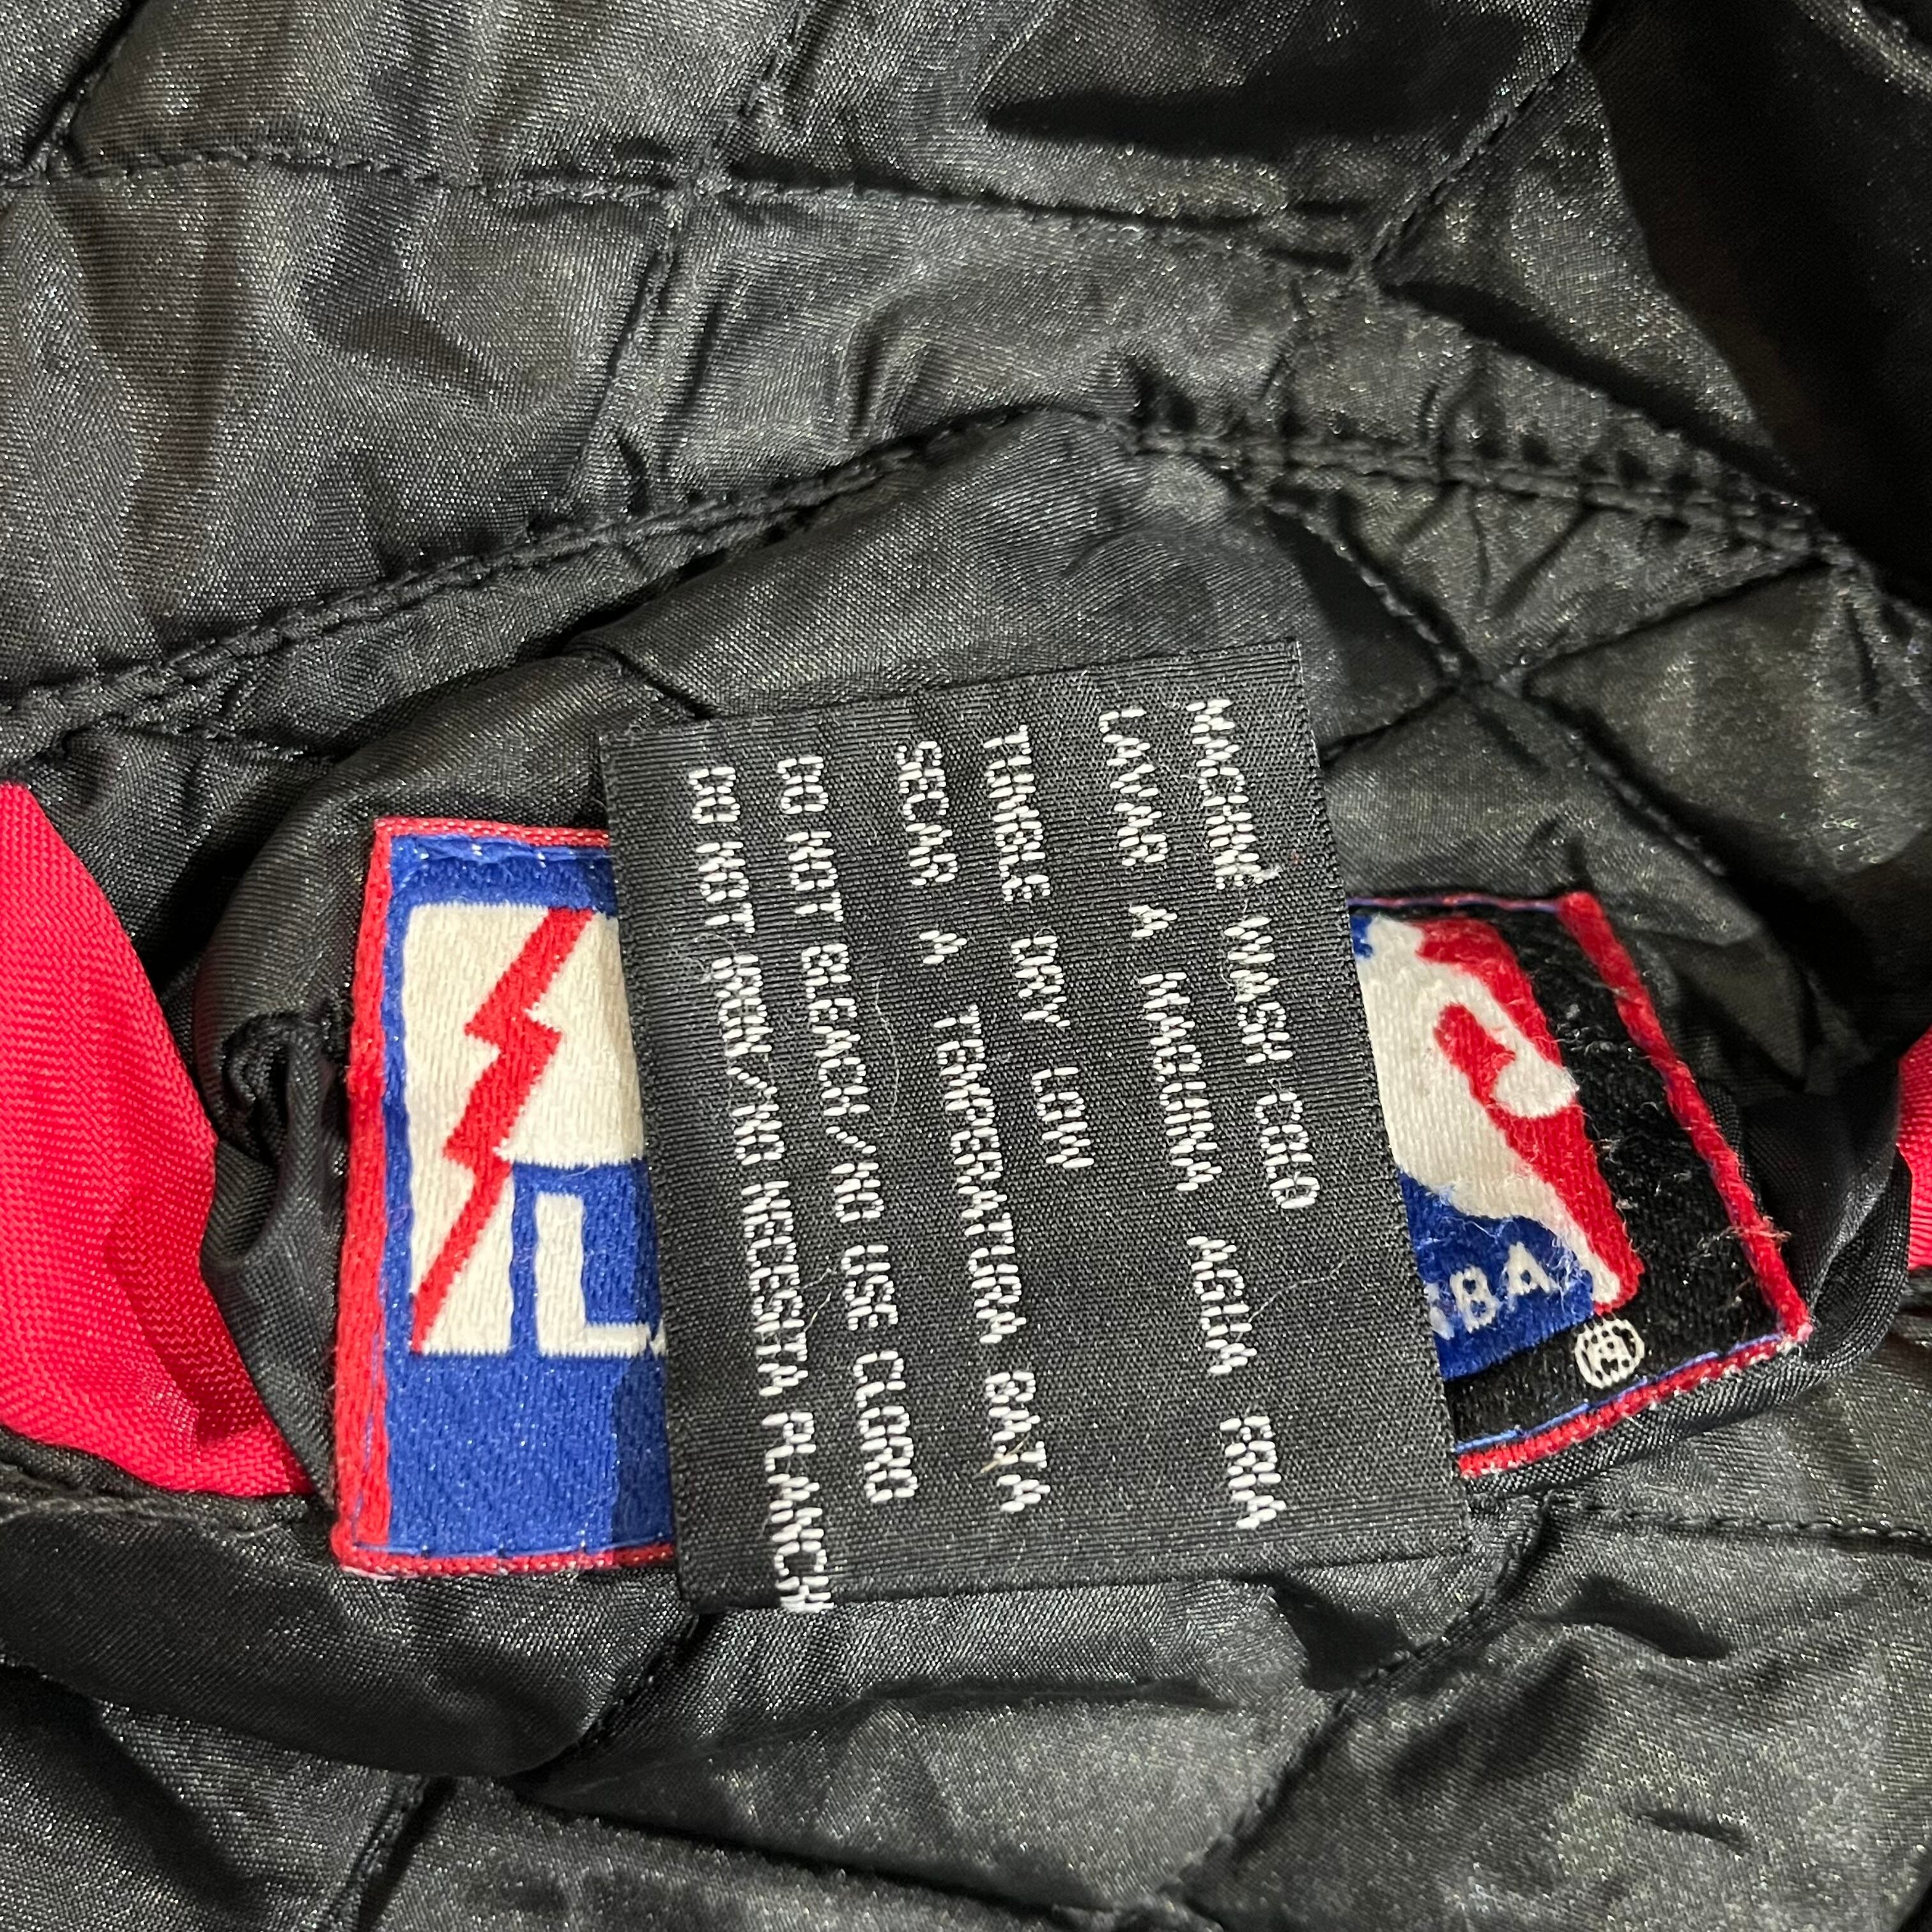 MACHINE WASH COLD
LAVAR A MAQUINA AGUA FRIA
TUMBLE DRY LOW
SECAR A TEMPERATURA BAJA
DO NOT BLEACH/NO USE CLORO
DO NOT IRON/NO NECESITA PLANCHA
L
NBA
®